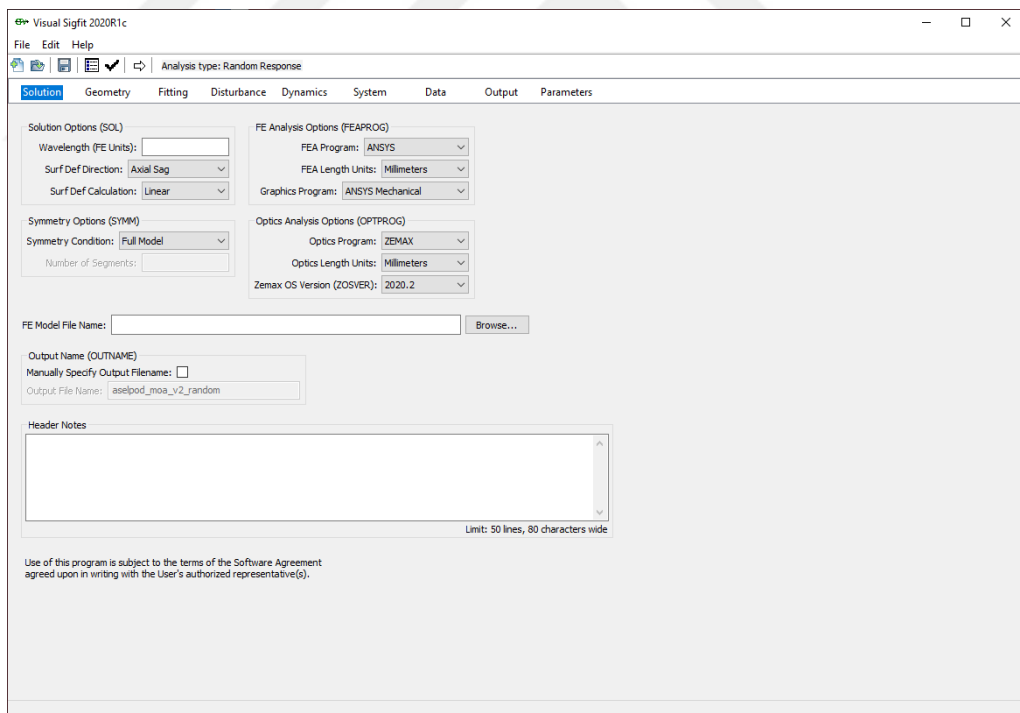 Visual Sigfit 2020R1c
File Edit Help
Analysis type: Random Response
Solution Geometry Fitting Disturbance Dynamics System Data Output Parameters
Solution Options (SOL)
Wavelength (FE Units):
Surf Def Direction: Axial Sag
Surf Def Calculation: Linear
FE Analysis Options (FEAPROG)
FEA Program: ANSYS
FEA Length Units: Millimeters
Graphics Program: ANSYS Mechanical
Symmetry Options (SYMM)
Symmetry Condition: Full Model
Number of Segments:
Optics Analysis Options (OPTPROG)
Optics Program: ZEMAX
Optics Length Units: Millimeters
Zemax OS Version (ZOSVER): 2020.2
FE Model File Name: Browse...
Output Name (OUTNAME)
Manually Specify Output Filename:
Output File Name: aselpod_moa_v2_random
Header Notes
Limit: 50 lines, 80 characters wide
Use of this program is subject to the terms of the Software Agreement
agreed upon in writing with the User's authorized representative(s).